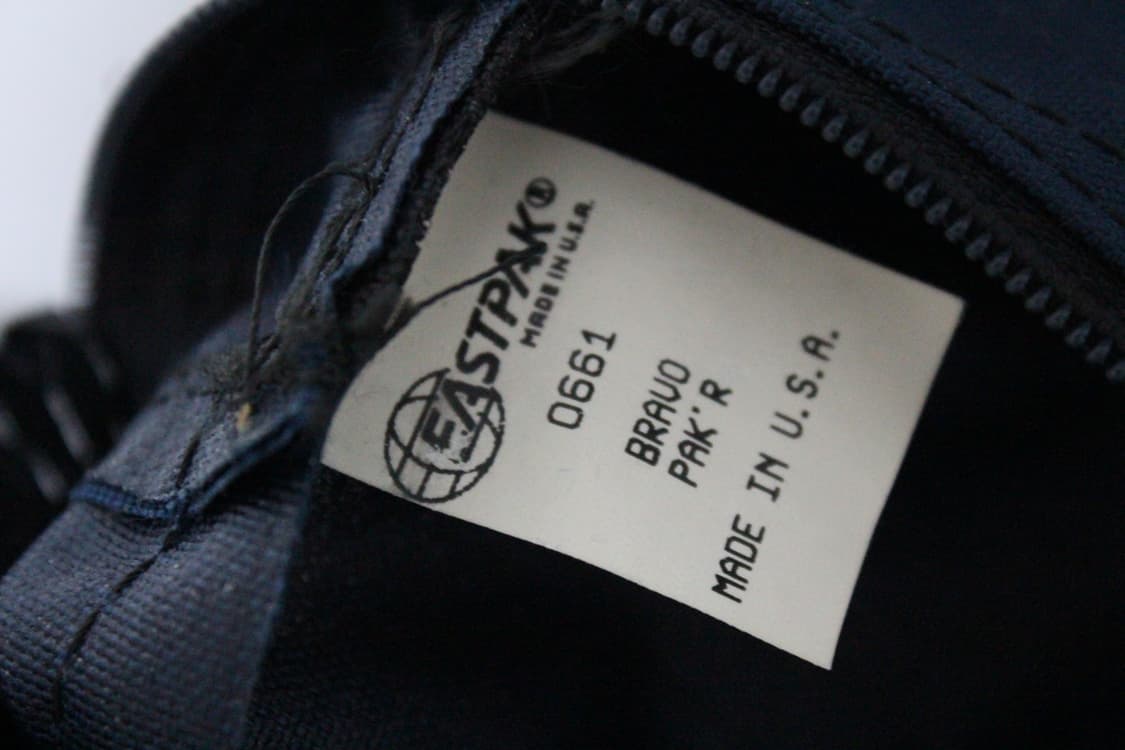 EASTPAK®
MADE IN U.S.A.
0661
BRAVO
PAK'R
MADE IN U.S.A.